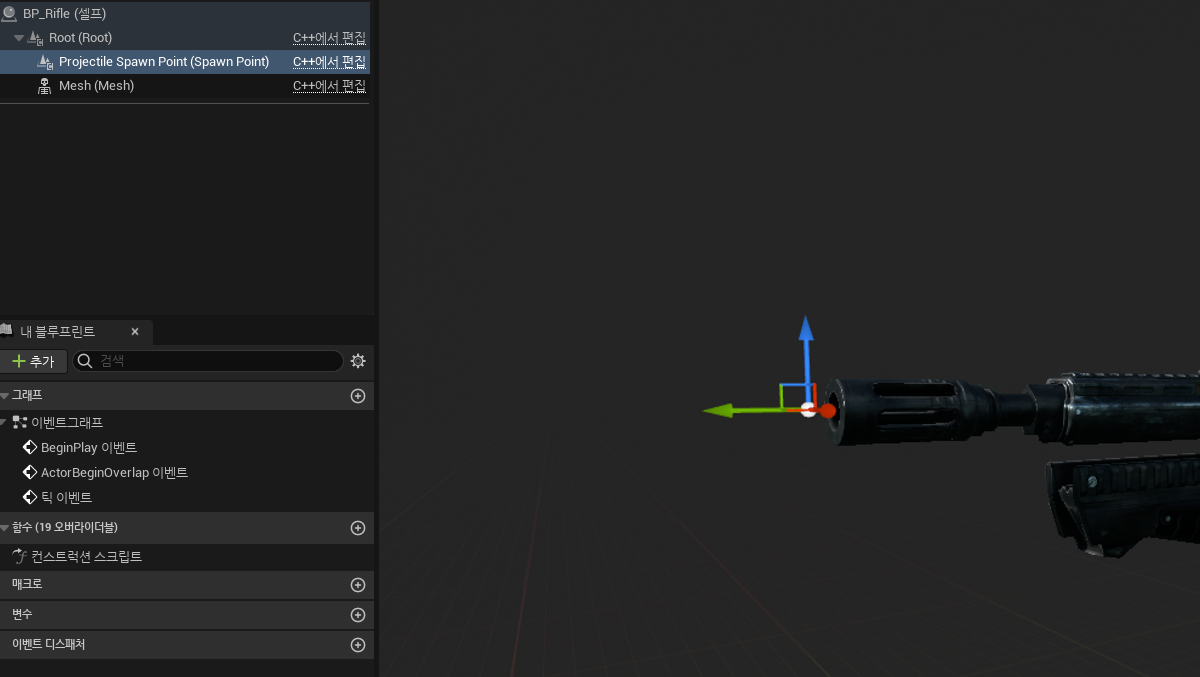 BP_Rifle (셀프)
Root (Root) C++에서 편집
Projectile Spawn Point (Spawn Point) C++에서 편집
Mesh (Mesh) C++에서 편집
내 블루프린트
추가 검색
그래프
이벤트그래프
BeginPlay 이벤트
ActorBeginOverlap 이벤트
틱 이벤트
함수 (19 오버라이더블)
컨스트럭션 스크립트
매크로
변수
이벤트 디스패처